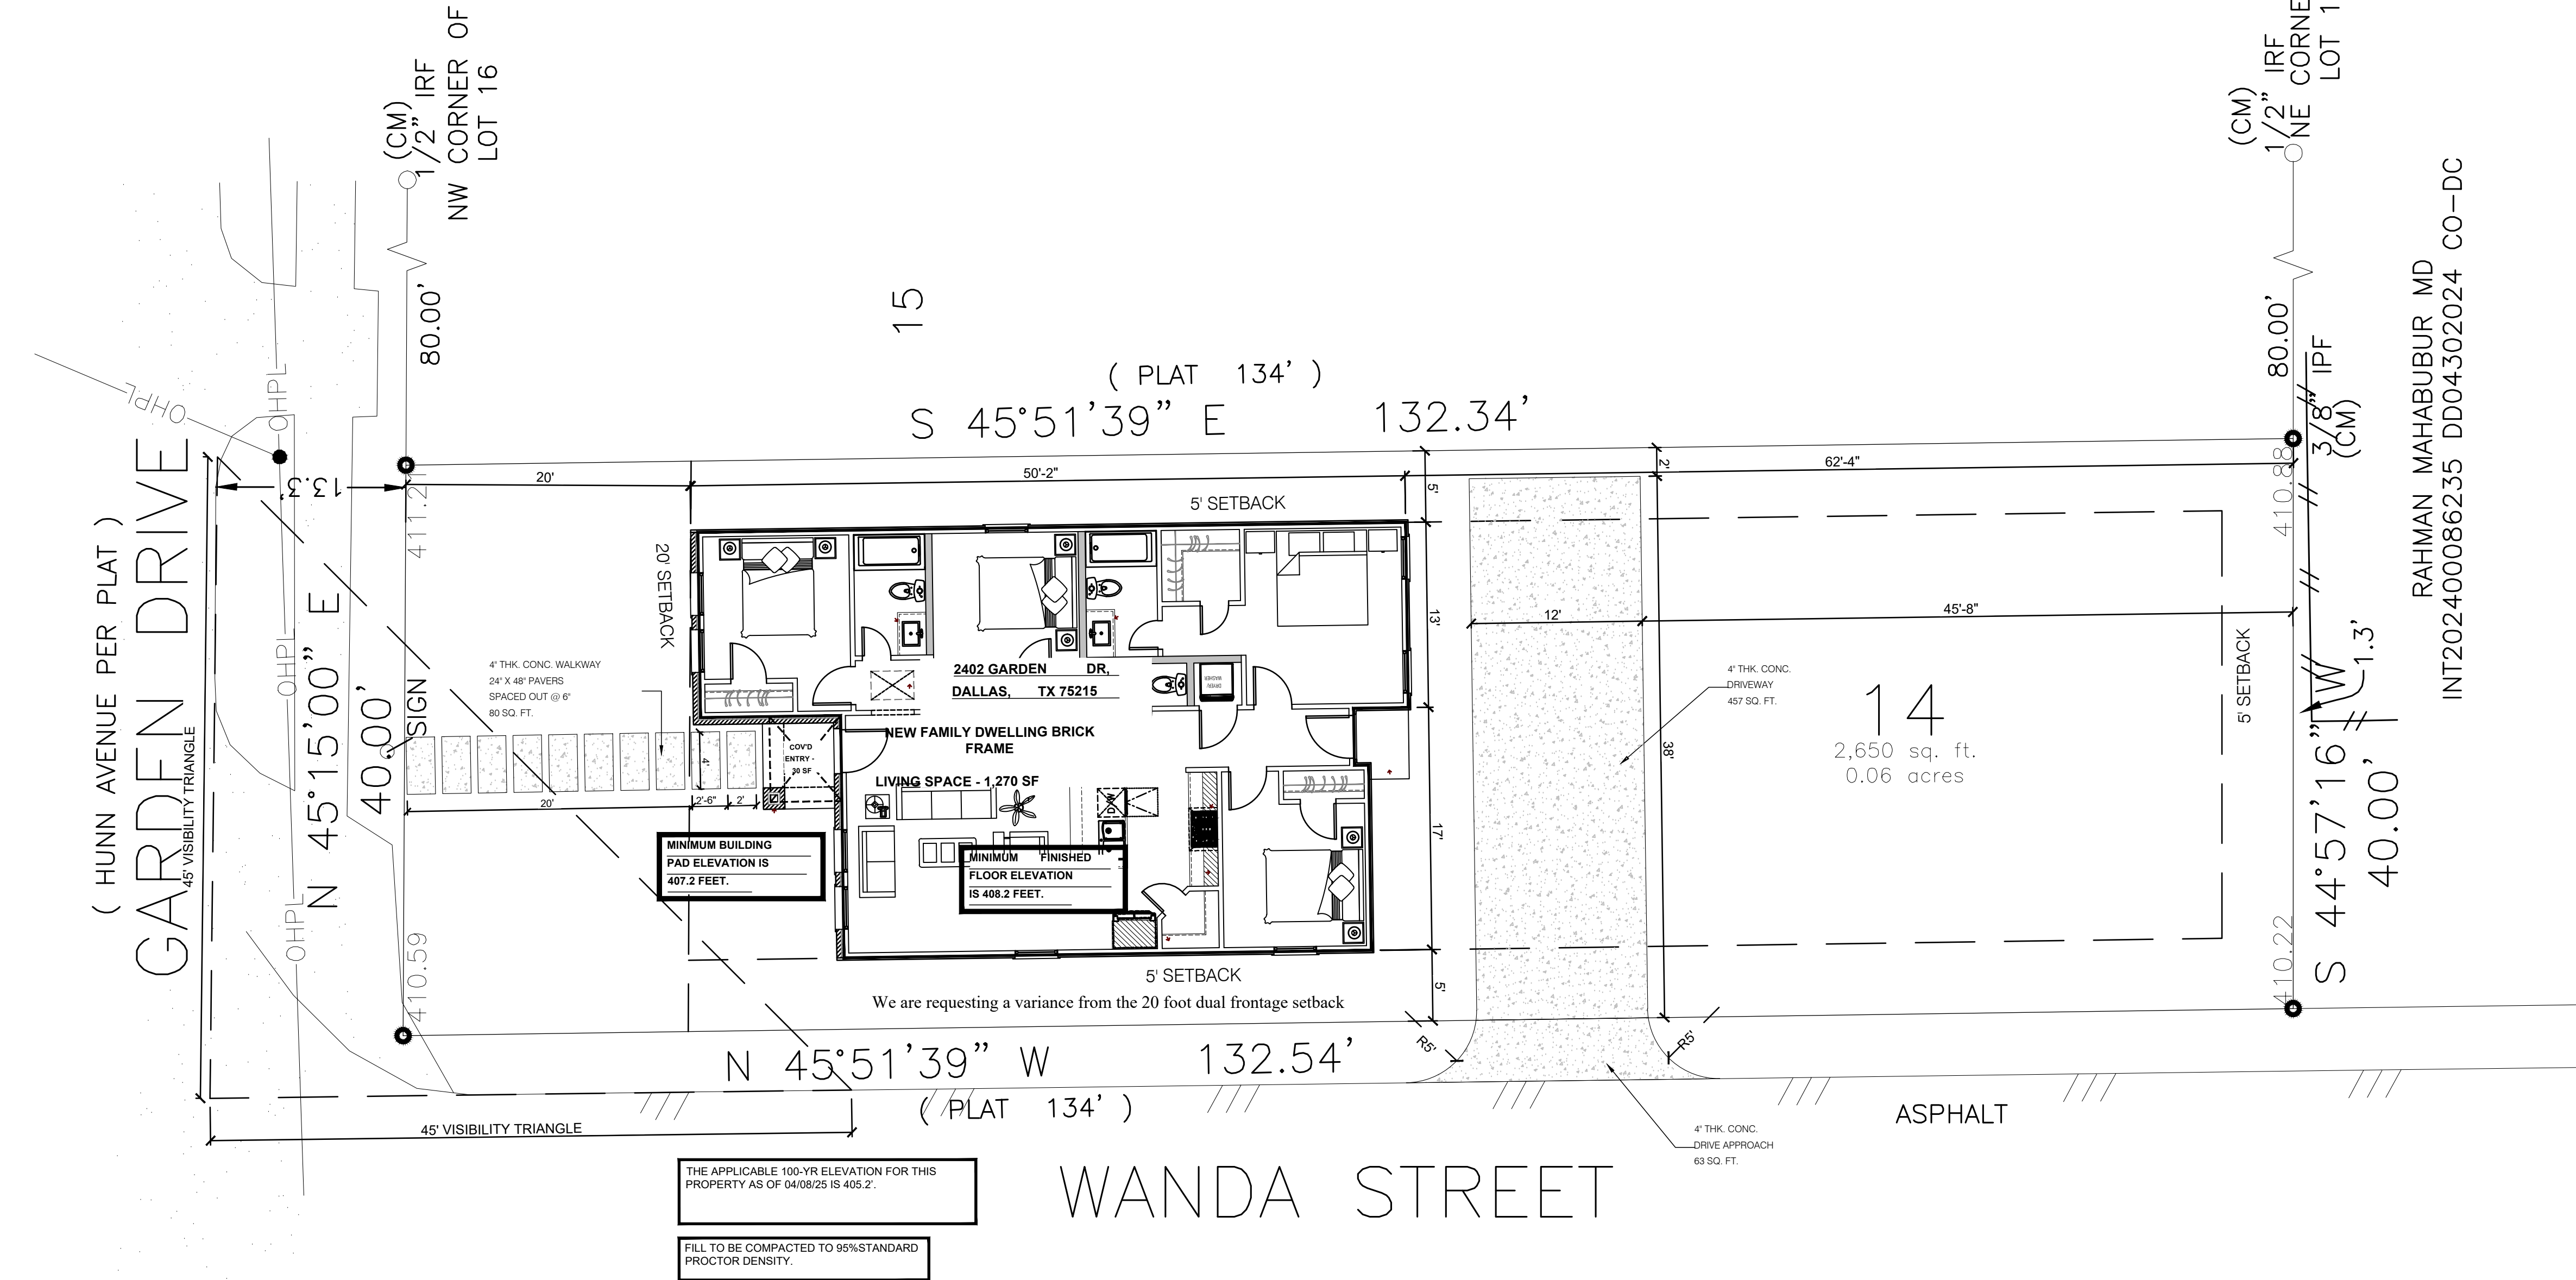 (CM)
1/2" IRF
NW CORNER OF
LOT 16
(CM)
1/2" IRF
NE CORNE
LOT 1
80.00'
80.00'
15
( PLAT 134' )
S 45°51'39" E 132.34'
3/8" IPF
(CM)
RAHMAN MAHABUBUR MD
INT202400086235 DD04302024 CO-DC
OHPL
OHPL
OHPL
OHPL
13.3'
( HUNN AVENUE PER PLAT )
GARDEN DRIVE
45' VISIBILITY TRIANGLE
N 45°15'00" E
40.00'
SIGN
411.21
410.59
410.88
410.22
20'
50'-2"
62'-4"
2'
5'
5' SETBACK
20' SETBACK
13'
12'
45'-8"
4" THK. CONC. WALKWAY
24" X 48" PAVERS
SPACED OUT @ 6"
80 SQ. FT.
2402 GARDEN DR,
DALLAS, TX 75215
DRYER/
WASHER
4" THK. CONC.
DRIVEWAY
457 SQ. FT.
14
2,650 sq. ft.
0.06 acres
5' SETBACK
1.3'
S 44°57'16" W
40.00'
NEW FAMILY DWELLING BRICK
FRAME
COV'D
ENTRY -
30 SF
LIVING SPACE - 1,270 SF
38'
4'
20'
2'-6"
2'
17'
MINIMUM BUILDING
PAD ELEVATION IS
407.2 FEET.
MINIMUM FINISHED
FLOOR ELEVATION
IS 408.2 FEET.
5' SETBACK
5'
We are requesting a variance from the 20 foot dual frontage setback
R5'
R5'
N 45°51'39" W 132.54'
( PLAT 134' )
45' VISIBILITY TRIANGLE
ASPHALT
4" THK. CONC.
DRIVE APPROACH
63 SQ. FT.
WANDA STREET
THE APPLICABLE 100-YR ELEVATION FOR THIS
PROPERTY AS OF 04/08/25 IS 405.2'.
FILL TO BE COMPACTED TO 95%STANDARD
PROCTOR DENSITY.